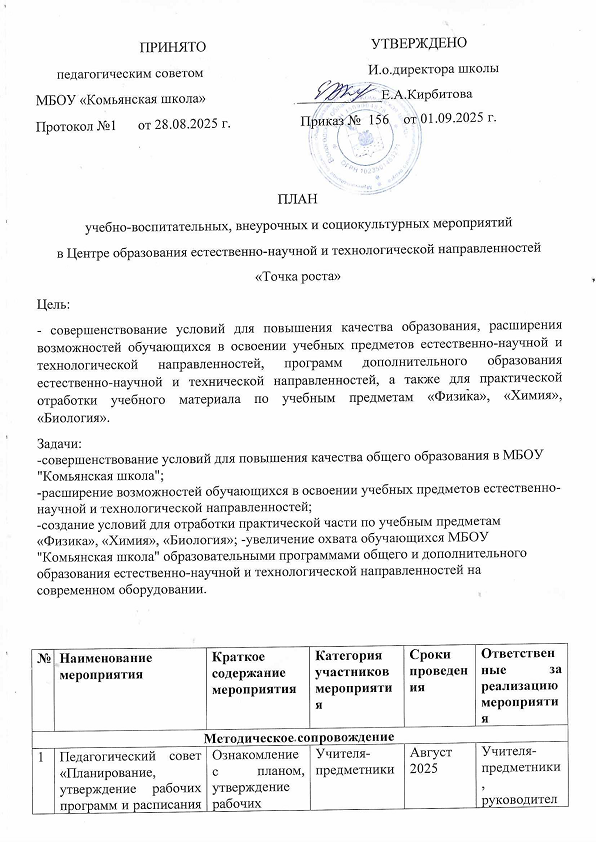 ПРИНЯТО УТВЕРЖДЕНО
педагогическим советом И.о.директора школы
МБОУ «Комьянская школа» Е.А.Кирбитова
Протокол №1 от 28.08.2025 г. Приказ № 156 от 01.09.2025 г.
ПЛАН
учебно-воспитательных, внеурочных и социокультурных мероприятий
в Центре образования естественно-научной и технологической направленностей
«Точка роста»
Цель:
- совершенствование условий для повышения качества образования, расширения
возможностей обучающихся в освоении учебных предметов естественно-научной и
технологической направленностей, программ дополнительного образования
естественно-научной и технической направленностей, а также для практической
отработки учебного материала по учебным предметам «Физика», «Химия»,
«Биология».
Задачи:
-совершенствование условий для повышения качества общего образования в МБОУ
"Комьянская школа";
-расширение возможностей обучающихся в освоении учебных предметов естественно-
научной и технологической направленностей;
-создание условий для отработки практической части по учебным предметам
«Физика», «Химия», «Биология»; -увеличение охвата обучающихся МБОУ
"Комьянская школа" образовательными программами общего и дополнительного
образования естественно-научной и технологической направленностей на
современном оборудовании.
№ Наименование Краткое Категория Сроки Ответствен
мероприятия содержание участников проведен ные за
мероприятия мероприяти ия реализацию
я мероприяти
я
Методическое сопровождение
1 Педагогический совет Ознакомление Учителя- Август Учителя-
«Планирование, с планом, предметники 2025 предметники
утверждение рабочих утверждение ,
программ и расписания рабочих руководител